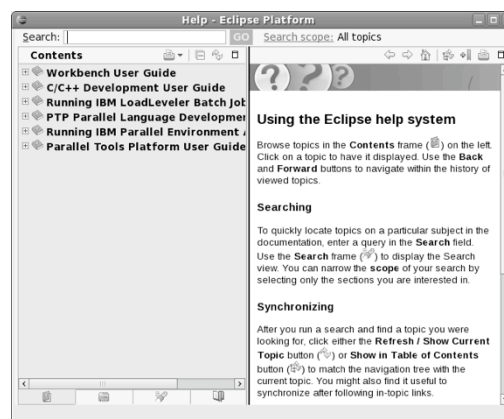 Help - Eclipse Platform
Search:
GO
Search scope: All topics
Contents
Workbench User Guide
C/C++ Development User Guide
Running IBM LoadLeveler Batch Jol
PTP Parallel Language Developmer
Running IBM Parallel Environment
Parallel Tools Platform User Guide
? ? ?
Using the Eclipse help system
Browse topics in the Contents frame ( ) on the left.
Click on a topic to have it displayed. Use the Back
and Forward buttons to navigate within the history of
viewed topics.
Searching
To quickly locate topics on a particular subject in the
documentation, enter a query in the Search field.
Use the Search frame ( ) to display the Search
view. You can narrow the scope of your search by
selecting only the sections you are interested in.
Synchronizing
After you run a search and find a topic you were
looking for, click either the Refresh / Show Current
Topic button ( ) or Show in Table of Contents
button ( ) to match the navigation tree with the
current topic. You might also find it useful to
synchronize after following in-topic links.